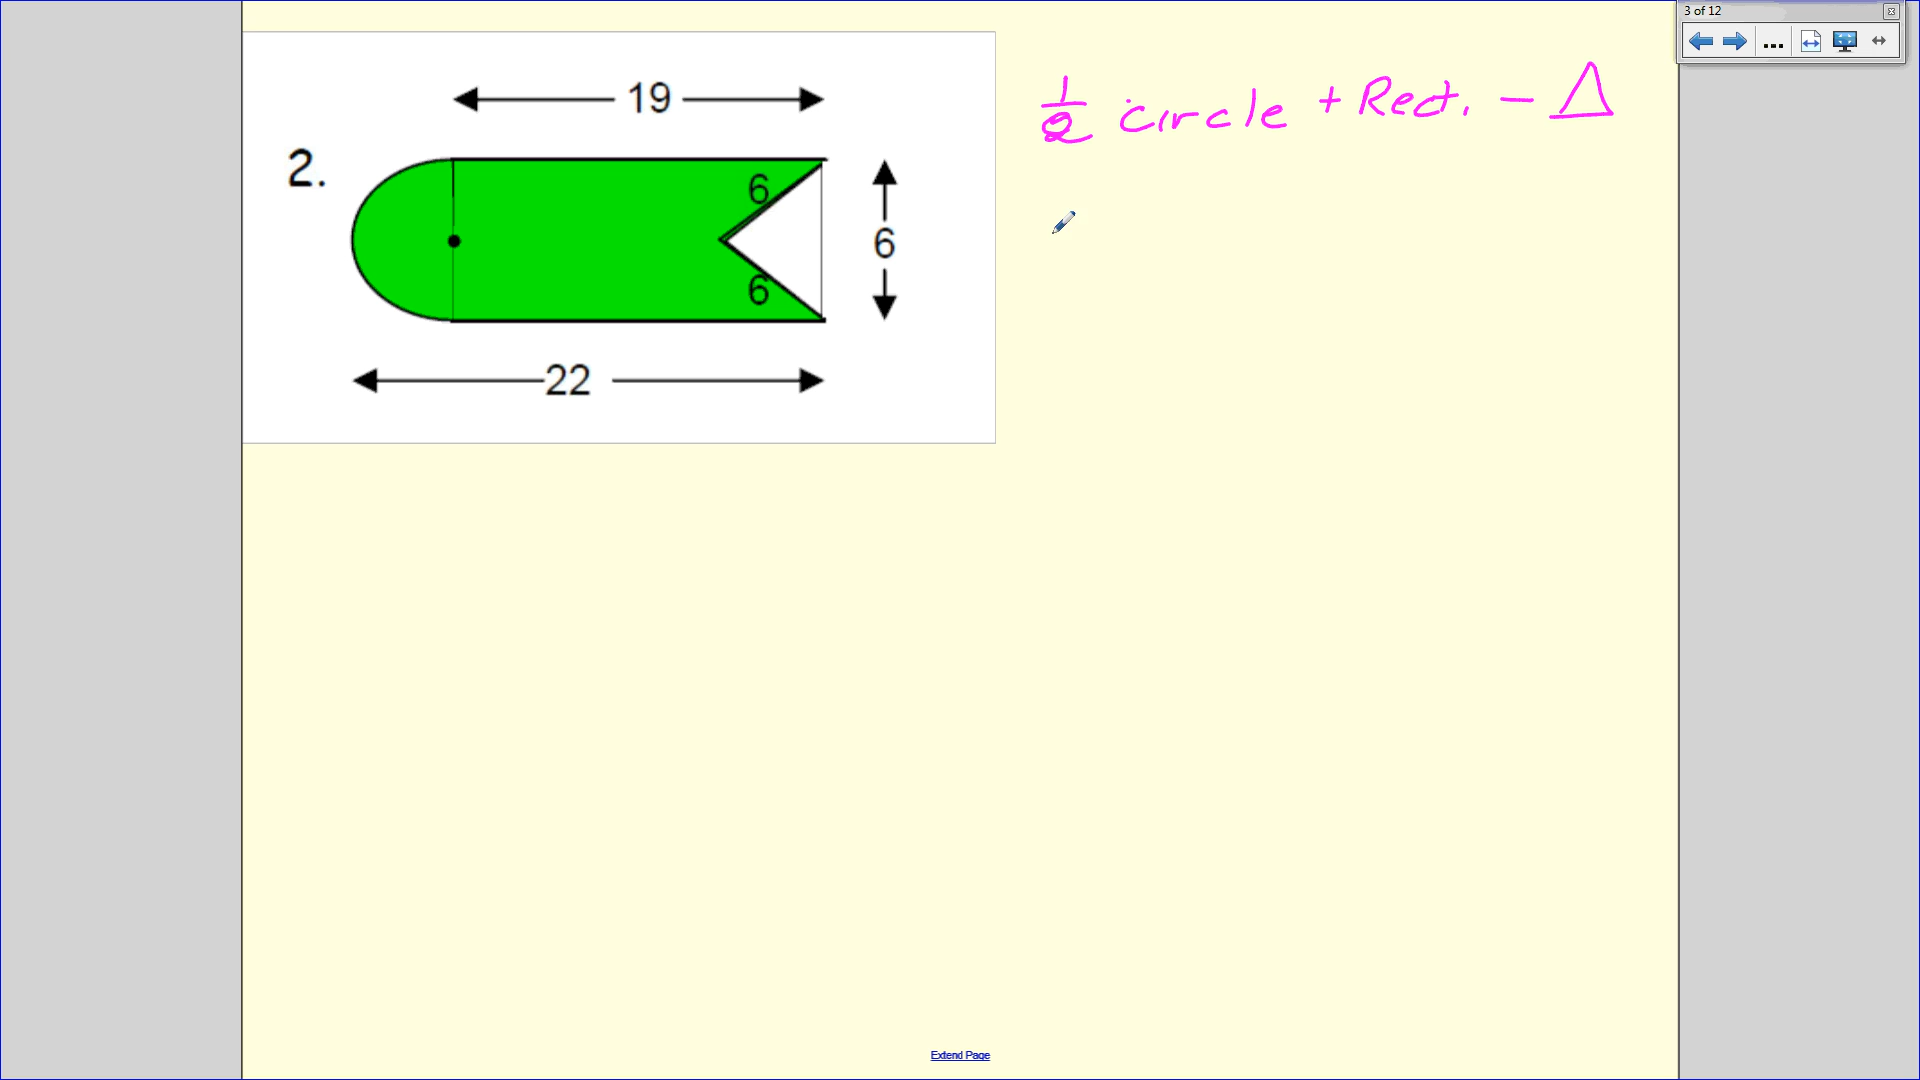 3 of 12
½ circle + Rect. - Δ
19
2.
6
6
6
22
Extend Page